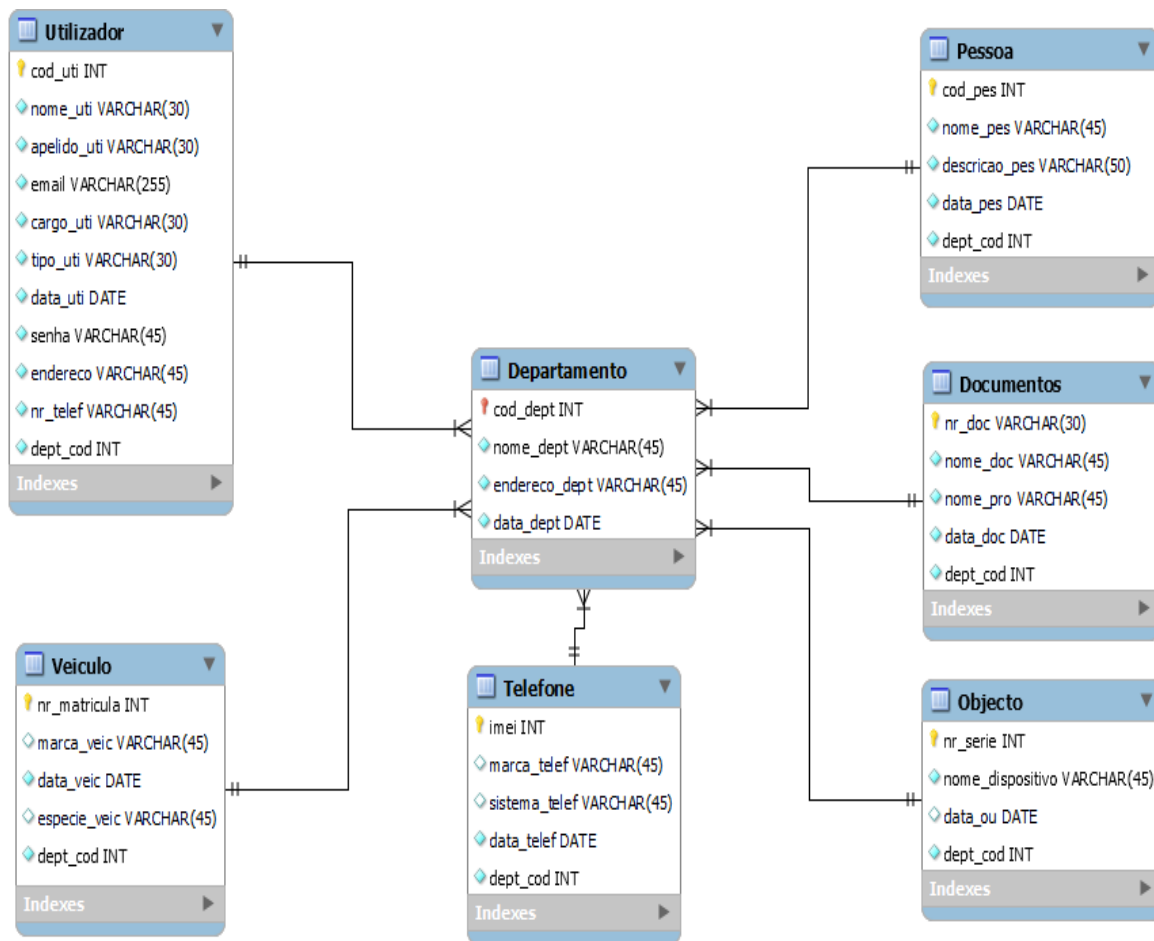 Utilizador
cod_uti INT
nome_uti VARCHAR(30)
apelido_uti VARCHAR(30)
email VARCHAR(255)
cargo_uti VARCHAR(30)
tipo_uti VARCHAR(30)
data_uti DATE
senha VARCHAR(45)
endereco VARCHAR(45)
nr_telef VARCHAR(45)
dept_cod INT
Indexes
Pessoa
cod_pes INT
nome_pes VARCHAR(45)
descricao_pes VARCHAR(50)
data_pes DATE
dept_cod INT
Indexes
Departamento
cod_dept INT
nome_dept VARCHAR(45)
endereco_dept VARCHAR(45)
data_dept DATE
Indexes
Documentos
nr_doc VARCHAR(30)
nome_doc VARCHAR(45)
nome_pro VARCHAR(45)
data_doc DATE
dept_cod INT
Indexes
Veiculo
nr_matricula INT
marca_veic VARCHAR(45)
data_veic DATE
especie_veic VARCHAR(45)
dept_cod INT
Indexes
Telefone
imei INT
marca_telef VARCHAR(45)
sistema_telef VARCHAR(45)
data_telef DATE
dept_cod INT
Indexes
Objecto
nr_serie INT
nome_dispositivo VARCHAR(45)
data_ou DATE
dept_cod INT
Indexes